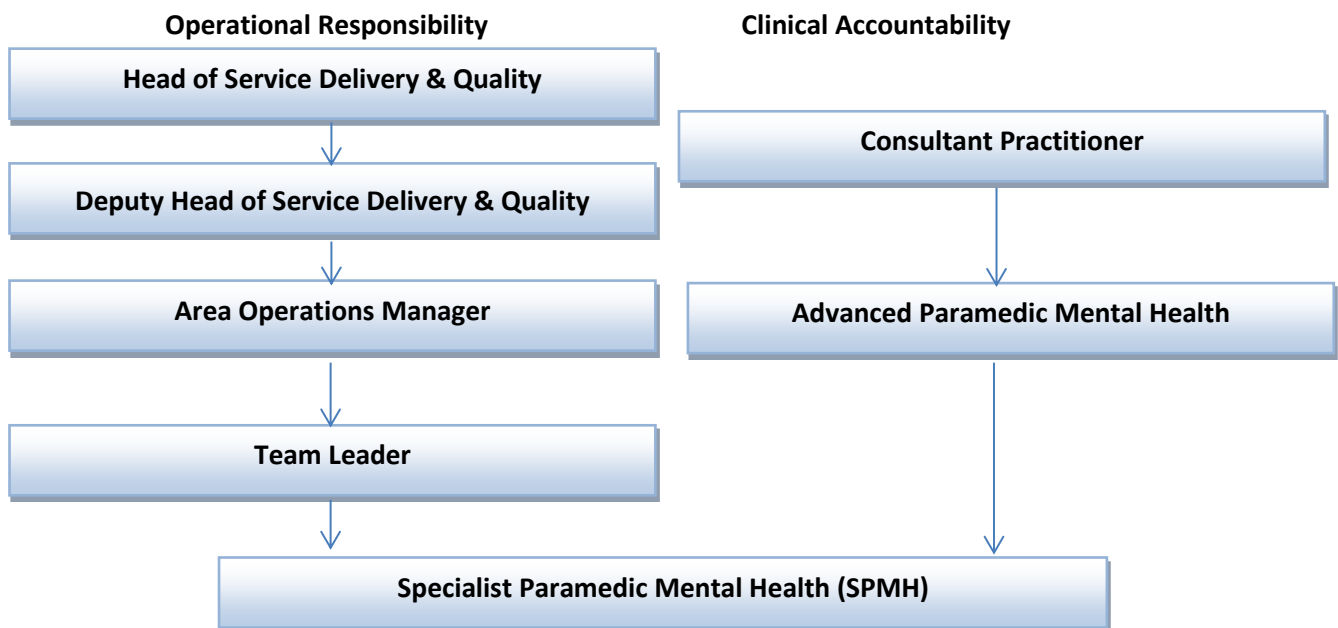 Operational Responsibility
Clinical Accountability
Head of Service Delivery & Quality
Consultant Practitioner
Deputy Head of Service Delivery & Quality
Area Operations Manager
Advanced Paramedic Mental Health
Team Leader
Specialist Paramedic Mental Health (SPMH)